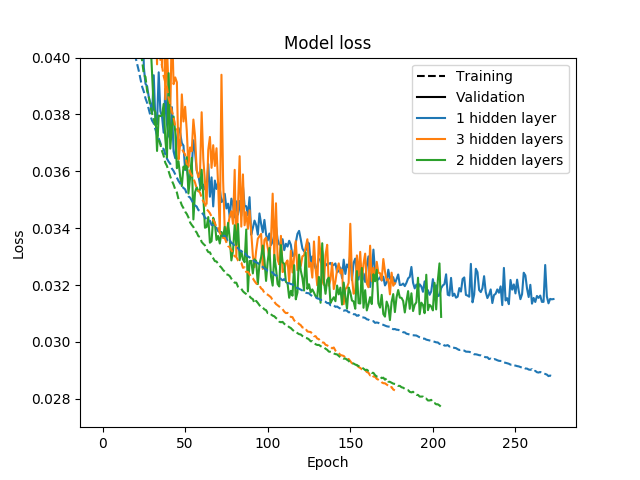 Model loss
Loss
0.040
0.038
0.036
0.034
0.032
0.030
0.028
Training
Validation
1 hidden layer
3 hidden layers
2 hidden layers
0 50 100 150 200 250
Epoch